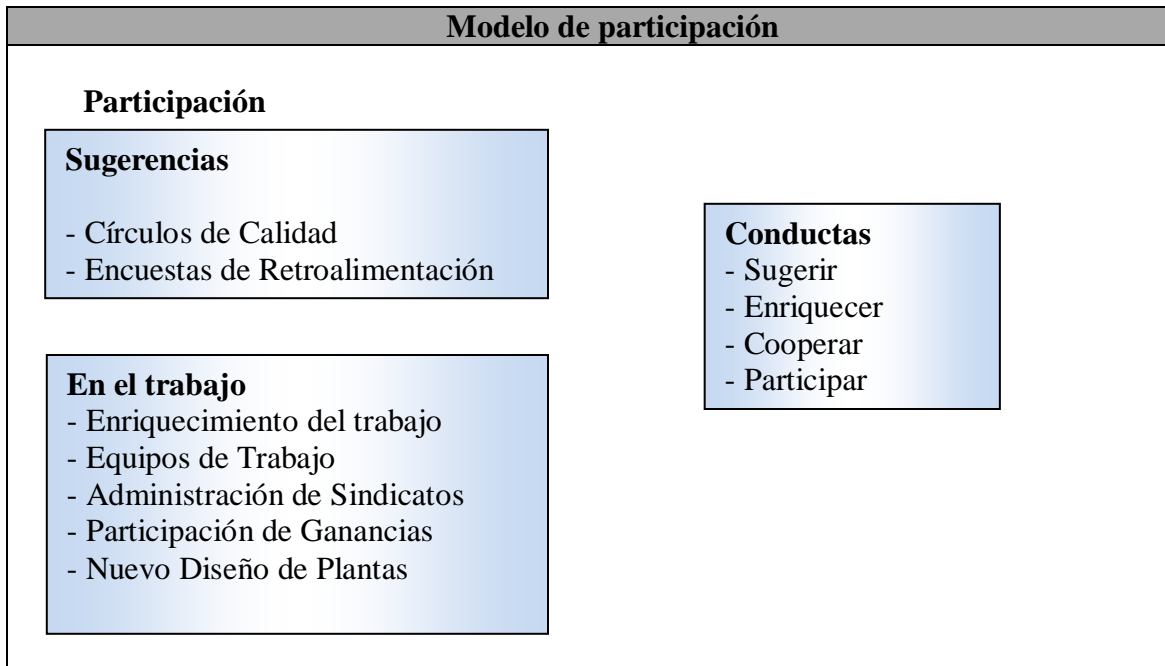 Modelo de participación
Participación
Sugerencias
- Círculos de Calidad
- Encuestas de Retroalimentación
En el trabajo
- Enriquecimiento del trabajo
- Equipos de Trabajo
- Administración de Sindicatos
- Participación de Ganancias
- Nuevo Diseño de Plantas
Conductas
- Sugerir
- Enriquecer
- Cooperar
- Participar